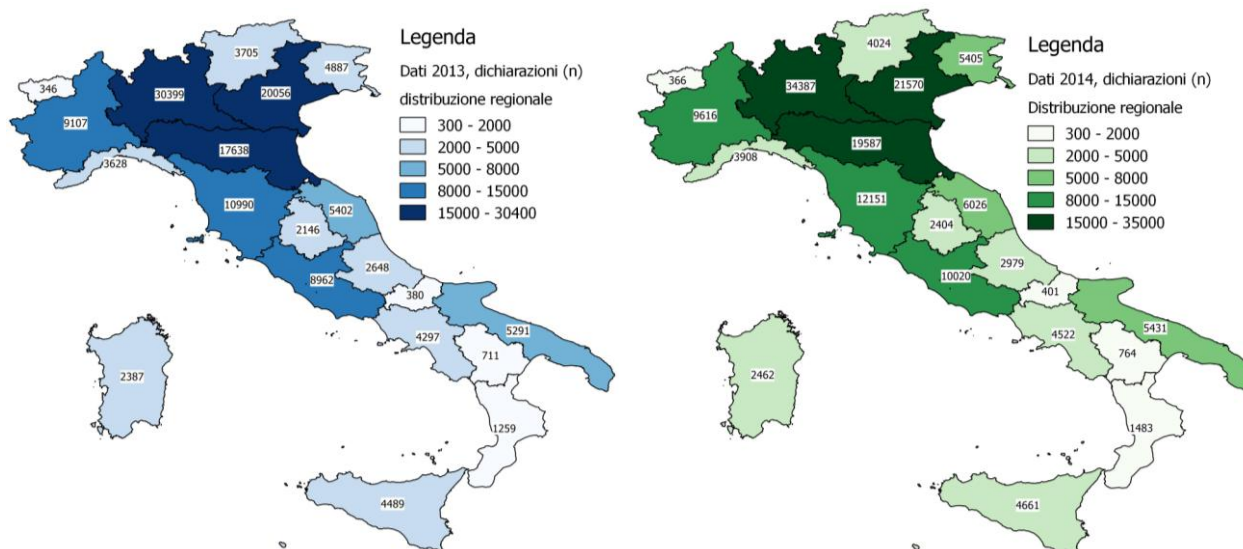 Legenda
Dati 2013, dichiarazioni (n)
distribuzione regionale
300 - 2000
2000 - 5000
5000 - 8000
8000 - 15000
15000 - 30400
3705
4887
346
30399
20056
9107
17638
3628
10990
5402
2146
2648
8962
380
5291
4297
711
2387
1259
4489
Legenda
Dati 2014, dichiarazioni (n)
Distribuzione regionale
300 - 2000
2000 - 5000
5000 - 8000
8000 - 15000
15000 - 35000
4024
5405
366
34387
21570
9616
19587
3908
12151
6026
2404
2979
10020
401
5431
4522
764
2462
1483
4661